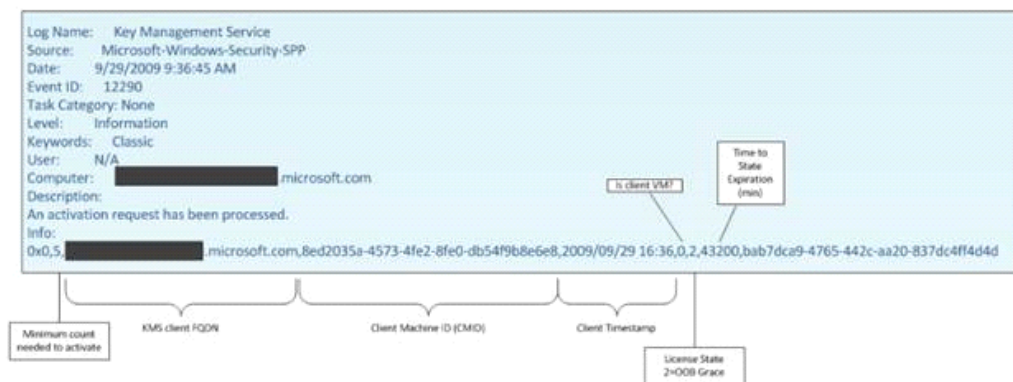 Log Name: Key Management Service
Source: Microsoft-Windows-Security-SPP
Date: 9/29/2009 9:36:45 AM
Event ID: 12290
Task Category: None
Level: Information
Keywords: Classic
User: N/A
Computer: .microsoft.com
Description:
An activation request has been processed.
Info:
0x0,5, .microsoft.com,8ed2035a-4573-4fe2-8fe0-db54f9b8e6e8,2009/09/29 16:36,0,2,43200,bab7dca9-4765-442c-aa20-837dc4ff4d4d
Is client VM?
Time to
State
Expiration
(min)
Minimum count
needed to activate
KMS client FQDN
Client Machine ID (CMID)
Client Timestamp
License State
2=OOB Grace